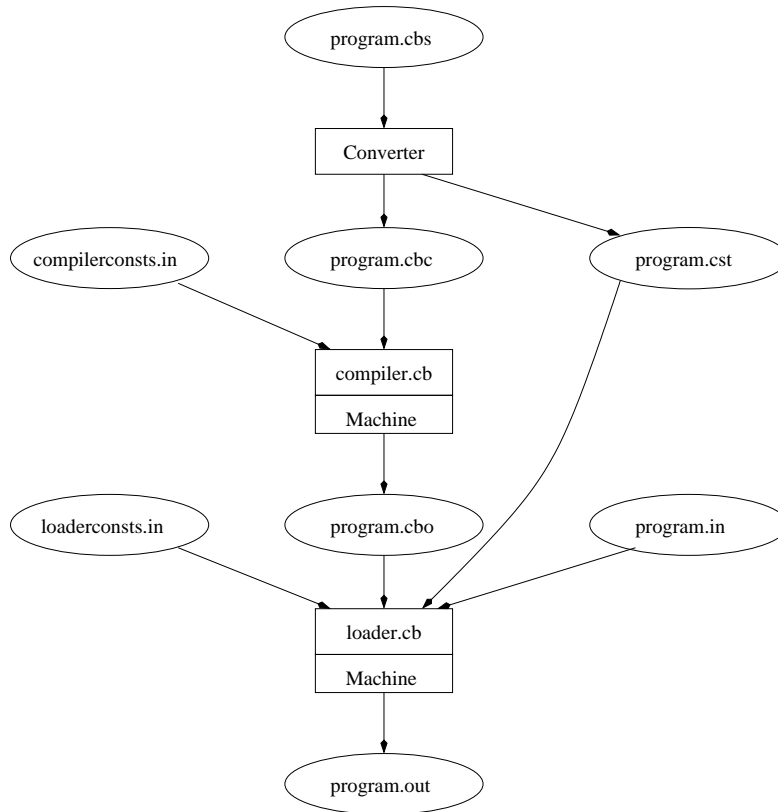 program.cbs
Converter
compilerconsts.in
program.cbc
program.cst
compiler.cb
Machine
loaderconsts.in
program.cbo
program.in
loader.cb
Machine
program.out